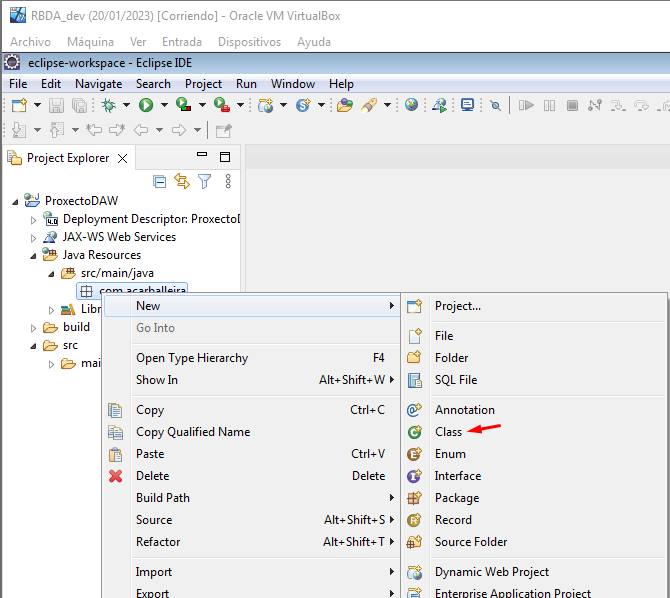 RBDA_dev (20/01/2023) [Corriendo] - Oracle VM VirtualBox
Archivo Máquina Ver Entrada Dispositivos Ayuda
eclipse-workspace - Eclipse IDE
File Edit Navigate Search Project Run Window Help
Project Explorer
ProxectoDAW
4.0 Deployment Descriptor: ProxectoD
JAX-WS Web Services
Java Resources
src/main/java
com.acarballeira
Libr
build
src
mai
New
Go Into
Open Type Hierarchy F4
Show In Alt+Shift+W
Copy Ctrl+C
Copy Qualified Name
Paste Ctrl+V
Delete Delete
Build Path
Source Alt+Shift+S
Refactor Alt+Shift+T
Import
Export
Project...
File
Folder
SQL File
Annotation
Class
Enum
Interface
Package
Record
Source Folder
Dynamic Web Project
Enterprise Application Project